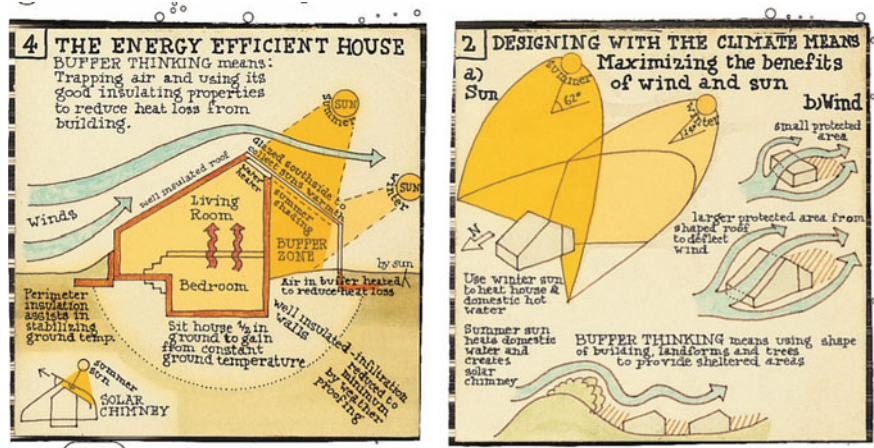 4 THE ENERGY EFFICIENT HOUSE
BUFFER THINKING means:
Trapping air and using its
good insulating properties
to reduce heat loss from
building.
SUN
summer
Glazed southside to
collect suns warmth
SUN
winter
well insulated roof
Water
heater
Winds
Living
Room
summer
shading
BUFFER
ZONE
Bedroom
by sun
Air in buffer heated
to reduce heat loss
Perimeter
insulation
assists in
stabilizing
ground temp.
Sit house 1/2 in
ground to gain
from constant
ground temperature
Well insulated
walls
-infiltration
reduced to
minimum
by weather
proofing
summer
sun
SOLAR
CHIMNEY
2 DESIGNING WITH THE CLIMATE MEANS
Maximizing the benefits
of wind and sun
a)
Sun
summer
62°
winter
b) Wind
small protected
area
larger protected area from
shaped roof
to deflect
wind
N
Use winter sun
to heat house &
domestic hot
water
Summer sun
heats domestic
water and
creates
solar
chimney
BUFFER THINKING means using shape
of building, landforms and trees
to provide sheltered areas